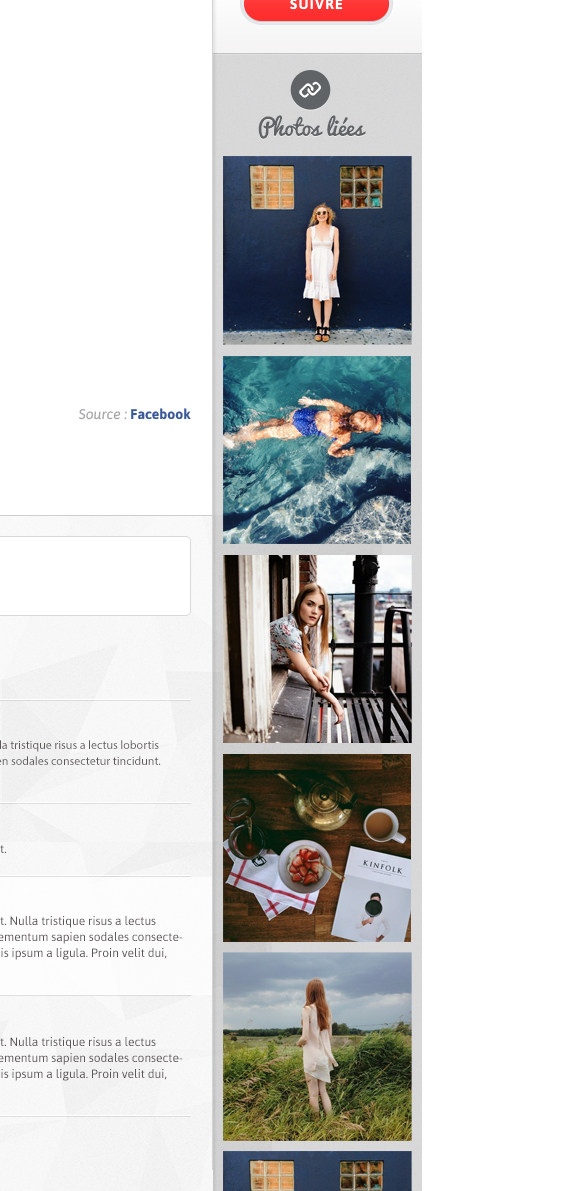 SUIVRE
Photos liées
Source : Facebook
la tristique risus a lectus lobortis
en sodales consectetur tincidunt.
t.
KINFOLK
t. Nulla tristique risus a lectus
ementum sapien sodales consecte-
is ipsum a ligula. Proin velit dui,
t. Nulla tristique risus a lectus
ementum sapien sodales consecte-
is ipsum a ligula. Proin velit dui,